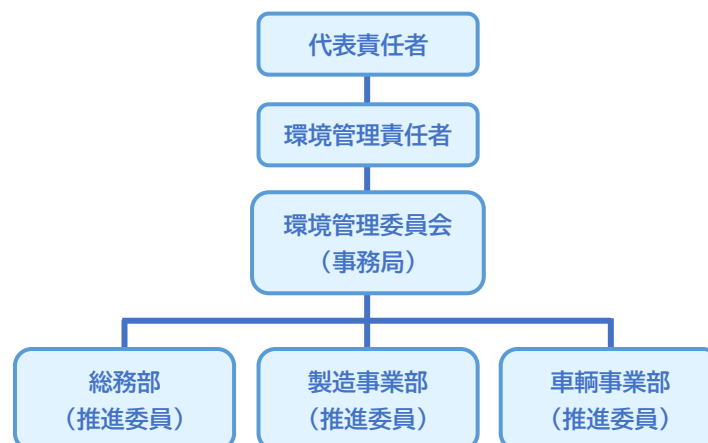 代表責任者
環境管理責任者
環境管理委員会
（事務局）
総務部
（推進委員）
製造事業部
（推進委員）
車輌事業部
（推進委員）